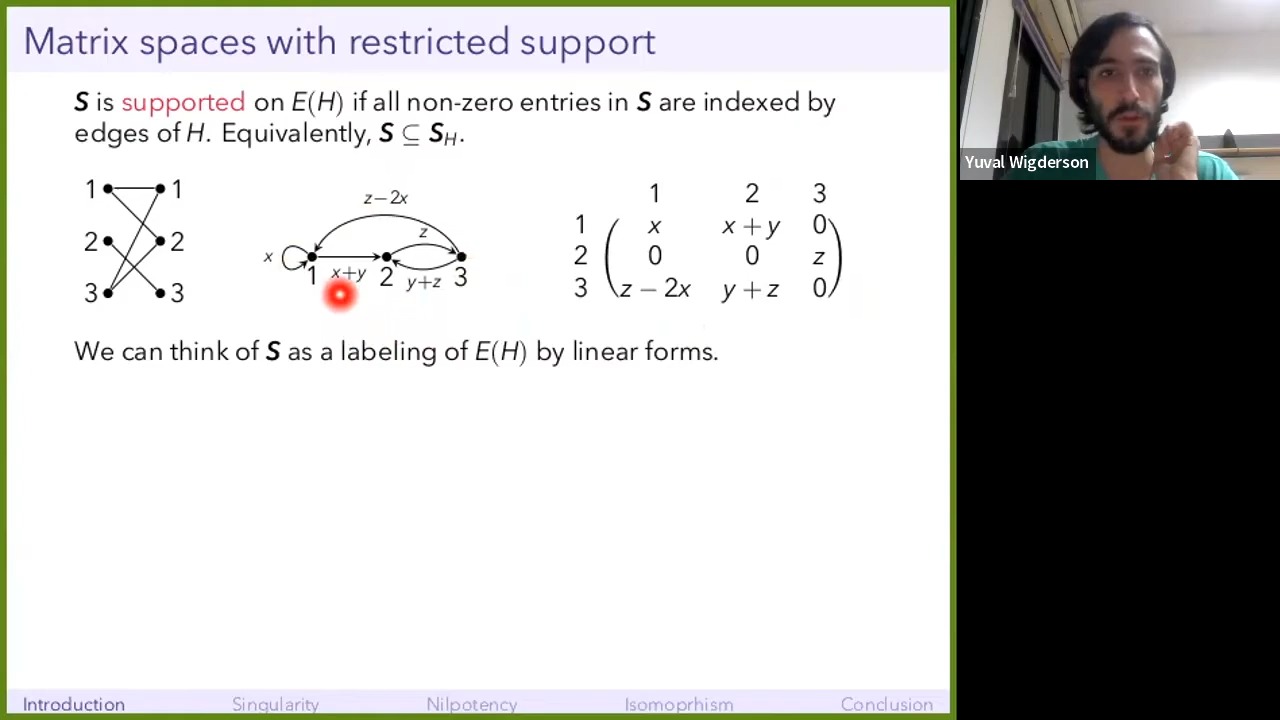 Matrix spaces with restricted support
S is supported on E(H) if all non-zero entries in S are indexed by
edges of H. Equivalently, S ⊆ S_H.
1 1
2 2
3 3
z−2x
z
x
1 x+y 2 y+z 3
1 2 3
1 x x+y 0
2 0 0 z
3 z−2x y+z 0
We can think of S as a labeling of E(H) by linear forms.
Introduction Singularity Nilpotency Isomoprhism Conclusion
Yuval Wigderson